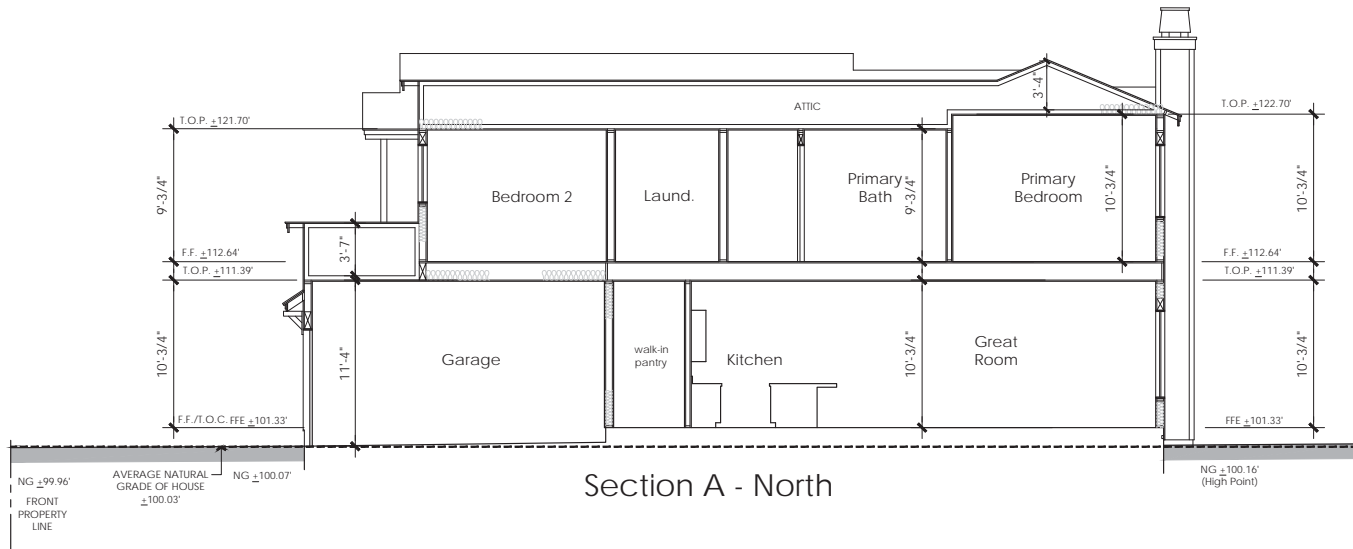 3'-4"
ATTIC
T.O.P. +121.70'
T.O.P. +122.70'
9'-3/4"
Bedroom 2
Laund.
Primary
Bath
9'-3/4"
Primary
Bedroom
10'-3/4"
10'-3/4"
3'-7"
F.F. +112.64'
T.O.P. +111.39'
F.F. +112.64'
T.O.P. +111.39'
10'-3/4"
11'-4"
Garage
walk-in
pantry
Kitchen
10'-3/4"
Great
Room
10'-3/4"
F.F./T.O.C. FFE +101.33'
FFE +101.33'
NG +99.96'
FRONT
PROPERTY
LINE
AVERAGE NATURAL
GRADE OF HOUSE
+100.03'
NG +100.07'
Section A - North
NG +100.16'
(High Point)